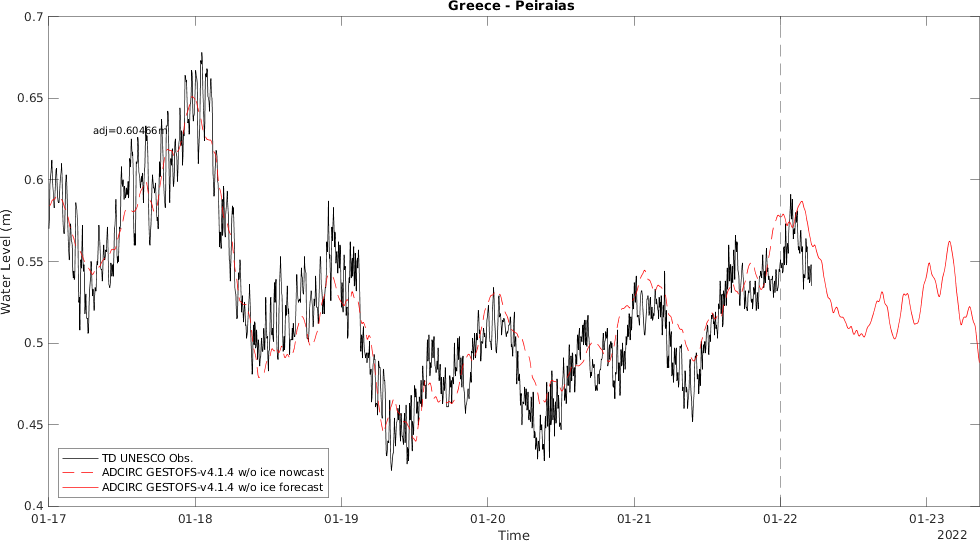 Greece - Peiraias
0.7
0.65
adj=0.60466m
0.6
0.55
Water Level (m)
0.5
0.45
TD UNESCO Obs.
ADCIRC GESTOFS-v4.1.4 w/o ice nowcast
ADCIRC GESTOFS-v4.1.4 w/o ice forecast
0.4
01-17 01-18 01-19 01-20 01-21 01-22 01-23
Time 2022